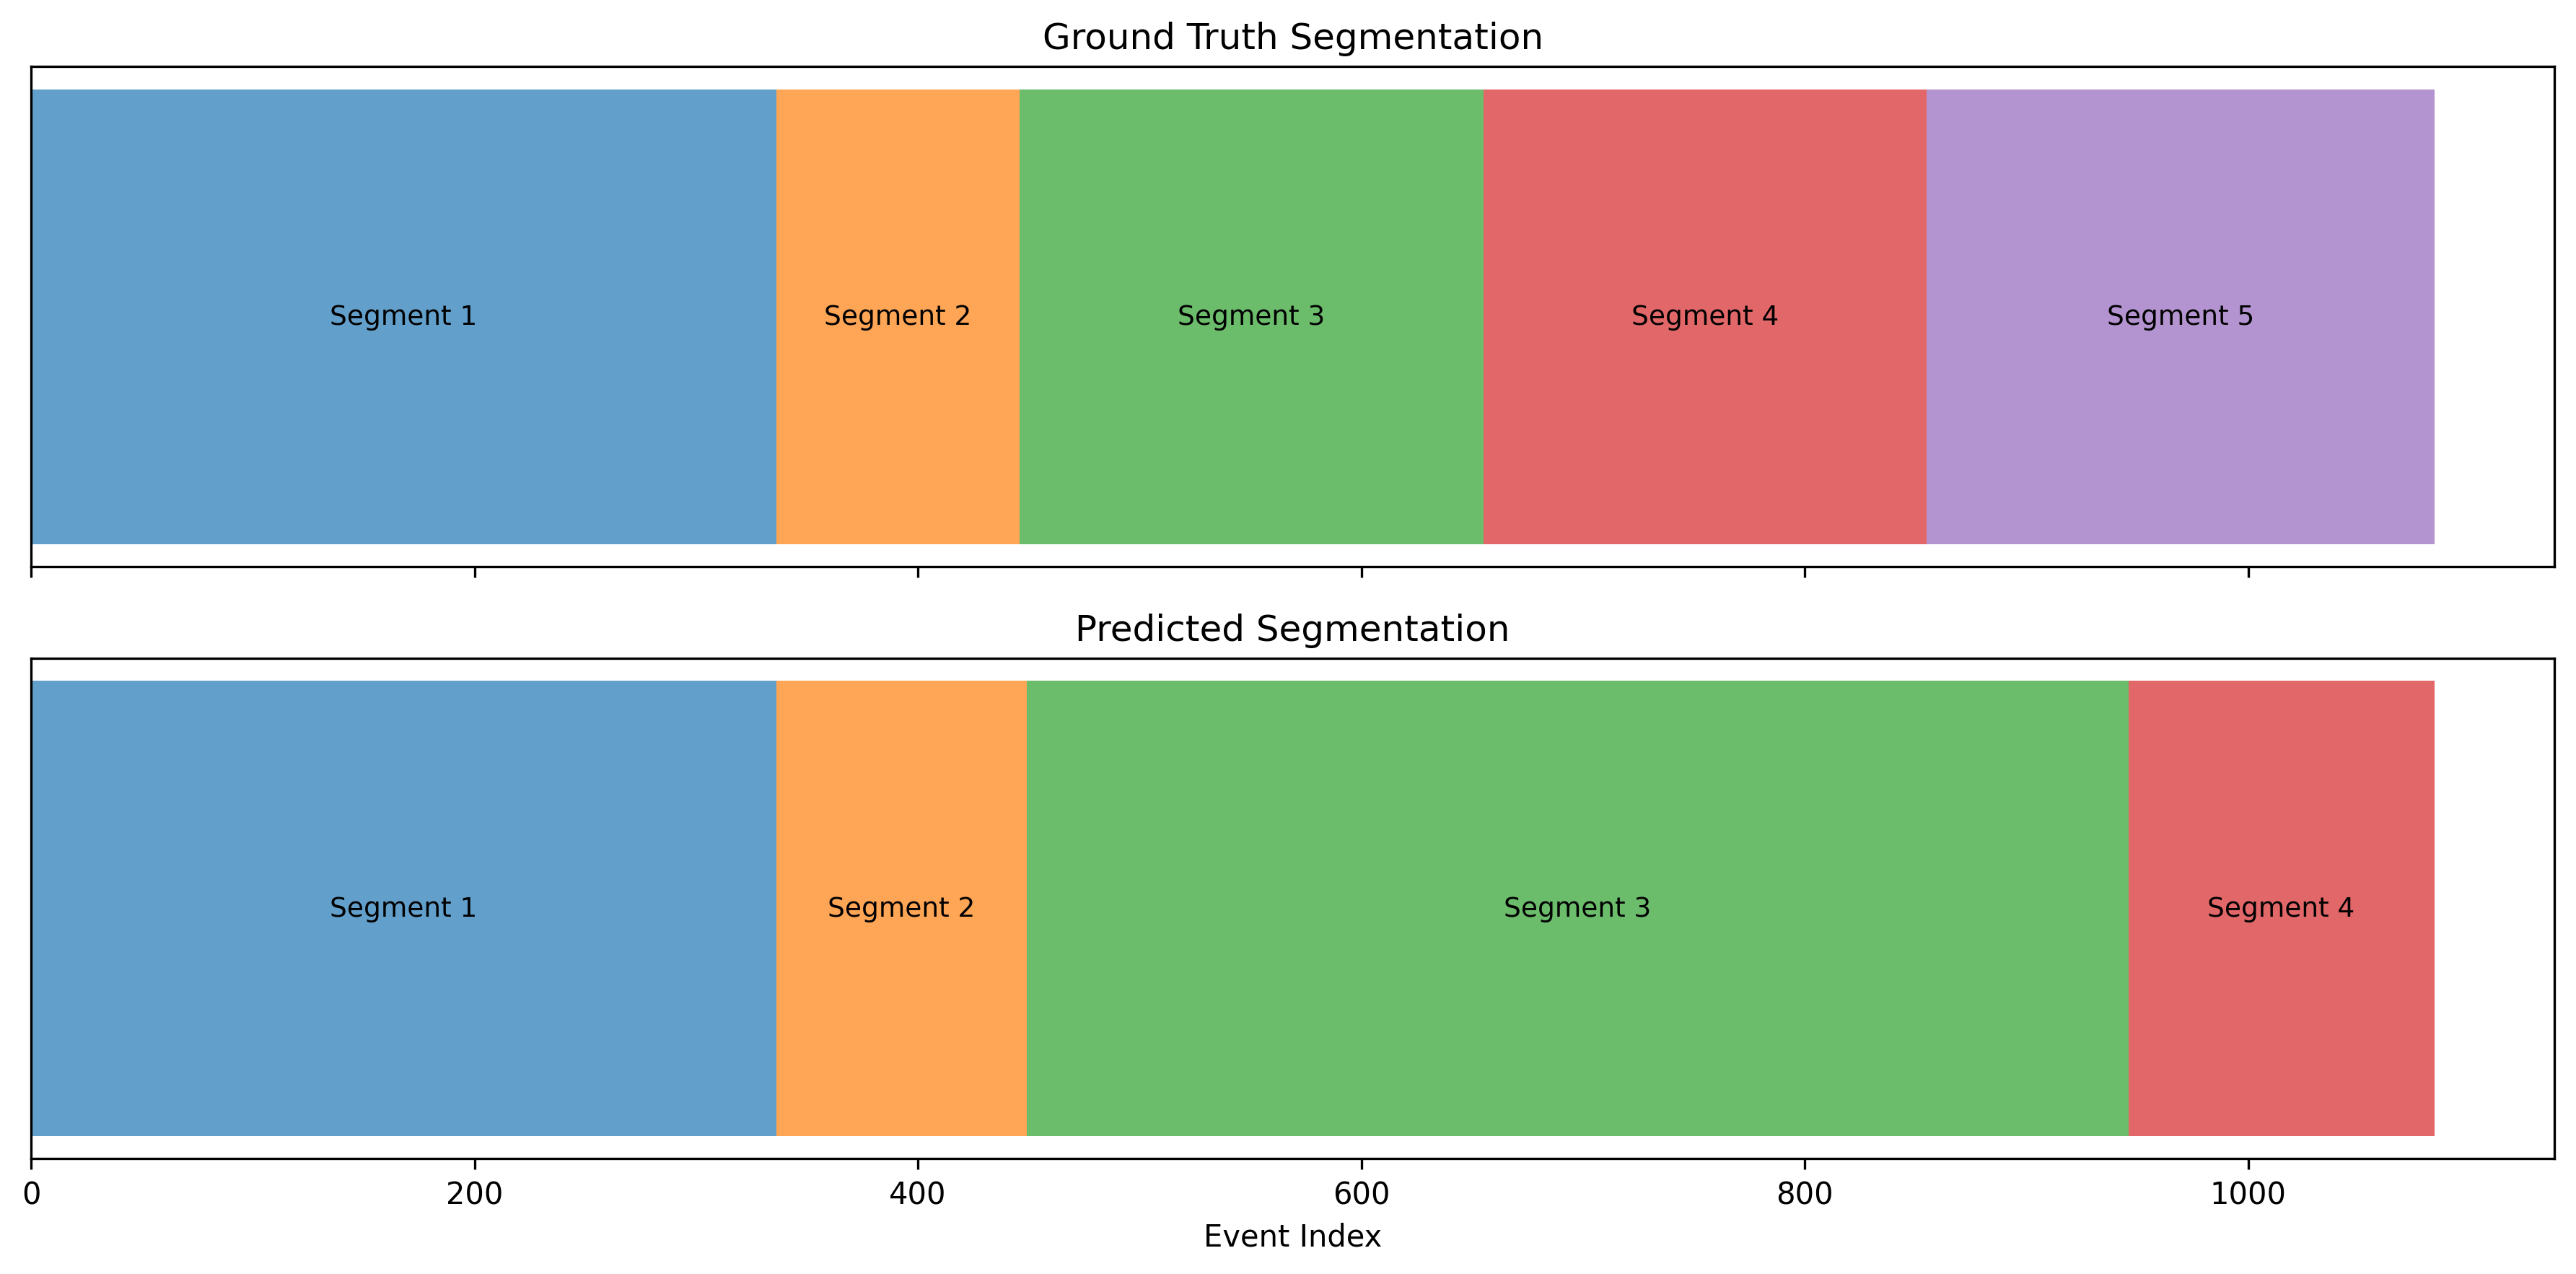 Ground Truth Segmentation
Segment 1 Segment 2 Segment 3 Segment 4 Segment 5
Predicted Segmentation
Segment 1 Segment 2 Segment 3 Segment 4
0 200 400 600 800 1000
Event Index